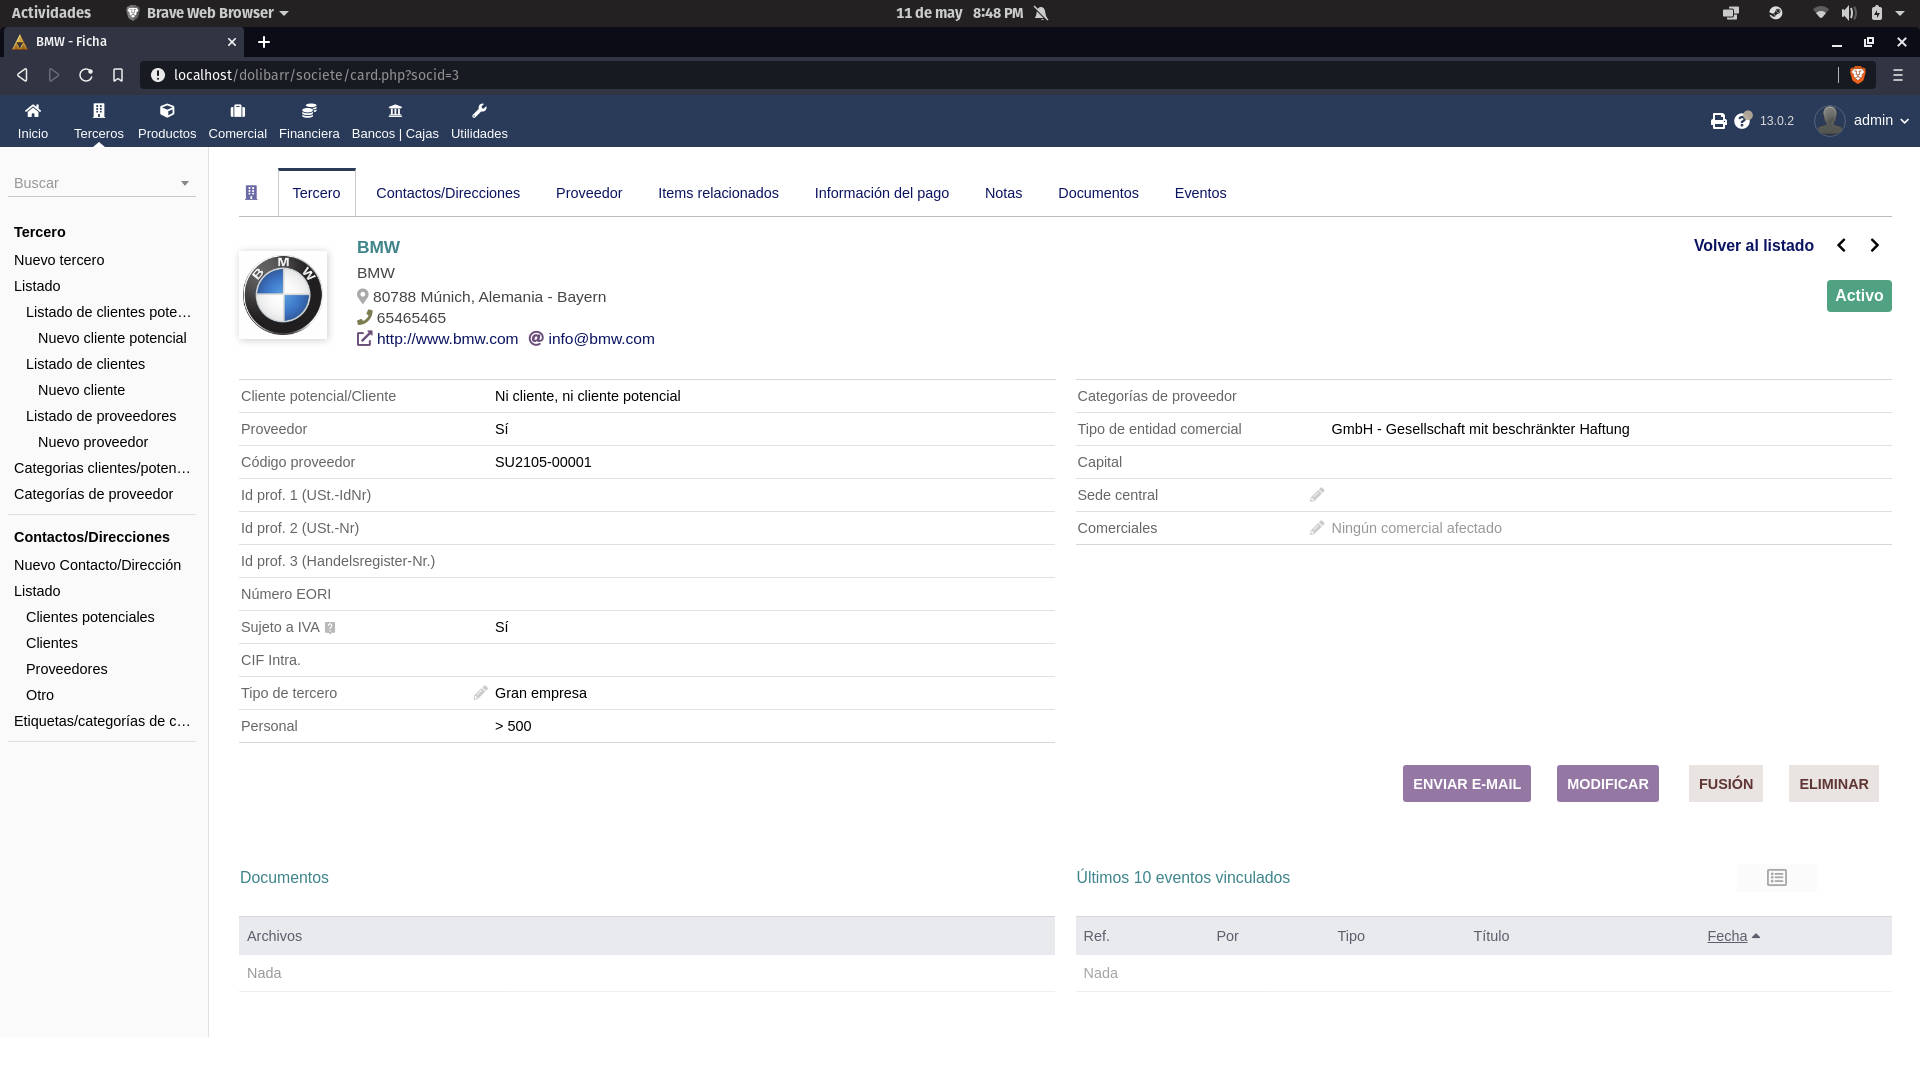 Actividades Brave Web Browser 11 de may 8:48 PM
BMW - Ficha
localhost/dolibarr/societe/card.php?socid=3
Inicio Terceros Productos Comercial Financiera Bancos | Cajas Utilidades 13.0.2 admin
Buscar
Tercero
Nuevo tercero
Listado
Listado de clientes pote...
Nuevo cliente potencial
Listado de clientes
Nuevo cliente
Listado de proveedores
Nuevo proveedor
Categorias clientes/poten...
Categorías de proveedor
Contactos/Direcciones
Nuevo Contacto/Dirección
Listado
Clientes potenciales
Clientes
Proveedores
Otro
Etiquetas/categorías de c...
Tercero Contactos/Direcciones Proveedor Items relacionados Información del pago Notas Documentos Eventos
BMW
BMW
BMW
80788 Múnich, Alemania - Bayern
65465465
http://www.bmw.com info@bmw.com
Volver al listado
Activo
Cliente potencial/Cliente Ni cliente, ni cliente potencial
Proveedor Sí
Código proveedor SU2105-00001
Id prof. 1 (USt.-IdNr)
Id prof. 2 (USt.-Nr)
Id prof. 3 (Handelsregister-Nr.)
Número EORI
Sujeto a IVA Sí
CIF Intra.
Tipo de tercero Gran empresa
Personal > 500
Categorías de proveedor
Tipo de entidad comercial GmbH - Gesellschaft mit beschränkter Haftung
Capital
Sede central
Comerciales Ningún comercial afectado
ENVIAR E-MAIL MODIFICAR FUSIÓN ELIMINAR
Documentos
Archivos
Nada
Últimos 10 eventos vinculados
Ref. Por Tipo Título Fecha
Nada